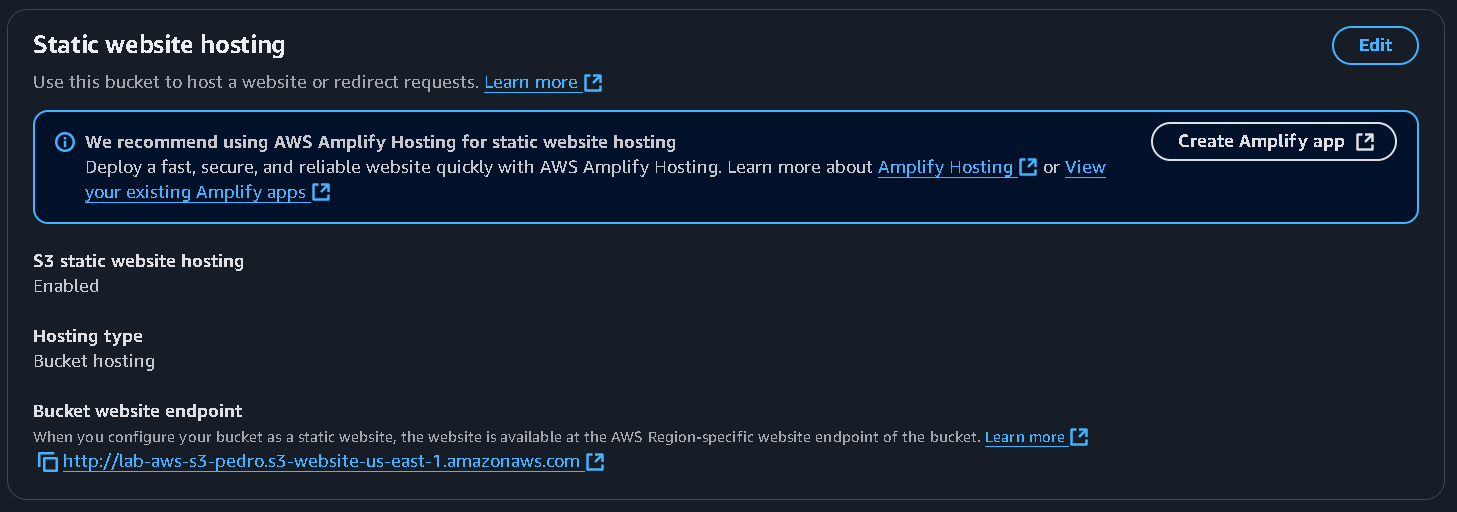 Static website hosting
Edit
Use this bucket to host a website or redirect requests. Learn more
We recommend using AWS Amplify Hosting for static website hosting
Create Amplify app
Deploy a fast, secure, and reliable website quickly with AWS Amplify Hosting. Learn more about Amplify Hosting or View
your existing Amplify apps
S3 static website hosting
Enabled
Hosting type
Bucket hosting
Bucket website endpoint
When you configure your bucket as a static website, the website is available at the AWS Region-specific website endpoint of the bucket. Learn more
http://lab-aws-s3-pedro.s3-website-us-east-1.amazonaws.com